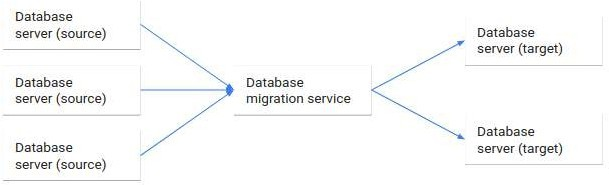 Database
server (source)
Database
server (source)
Database
server (source)
Database
migration service
Database
server (target)
Database
server (target)